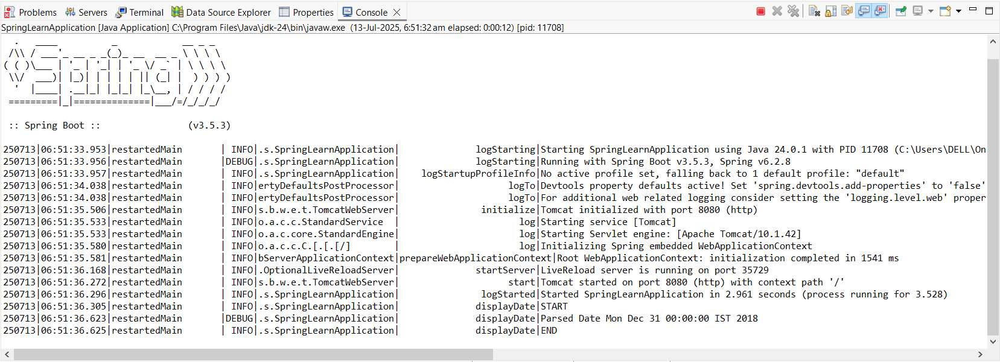 Problems Servers Terminal Data Source Explorer Properties Console
SpringLearnApplication [Java Application] C:\Program Files\Java\jdk-24\bin\javaw.exe (13-Jul-2025, 6:51:32 am elapsed: 0:00:12) [pid: 11708]
  .   ____          _            __ _ _
 /\\ / ___'_ __ _ _(_)_ __  __ _ \ \ \ \
( ( )\___ | '_ | '_| | '_ \/ _` | \ \ \ \
 \\/  ___)| |_)| | | | | || (_| |  ) ) ) )
  '  |____| .__|_| |_|_| |_\__, | / / / /
 =========|_|==============|___/=/_/_/_/
 :: Spring Boot ::                (v3.5.3)
250713|06:51:33.953|restartedMain       | INFO|.s.SpringLearnApplication|              logStarting|Starting SpringLearnApplication using Java 24.0.1 with PID 11708 (C:\Users\DELL\On
250713|06:51:33.956|restartedMain       |DEBUG|.s.SpringLearnApplication|              logStarting|Running with Spring Boot v3.5.3, Spring v6.2.8
250713|06:51:33.957|restartedMain       | INFO|.s.SpringLearnApplication|    logStartupProfileInfo|No active profile set, falling back to 1 default profile: "default"
250713|06:51:34.038|restartedMain       | INFO|ertyDefaultsPostProcessor|                    logTo|Devtools property defaults active! Set 'spring.devtools.add-properties' to 'false'
250713|06:51:34.038|restartedMain       | INFO|ertyDefaultsPostProcessor|                    logTo|For additional web related logging consider setting the 'logging.level.web' proper
250713|06:51:35.506|restartedMain       | INFO|s.b.w.e.t.TomcatWebServer|               initialize|Tomcat initialized with port 8080 (http)
250713|06:51:35.533|restartedMain       | INFO|o.a.c.c.StandardService  |                      log|Starting service [Tomcat]
250713|06:51:35.533|restartedMain       | INFO|o.a.c.core.StandardEngine|                      log|Starting Servlet engine: [Apache Tomcat/10.1.42]
250713|06:51:35.580|restartedMain       | INFO|o.a.c.c.C.[.[.[/]        |                      log|Initializing Spring embedded WebApplicationContext
250713|06:51:35.581|restartedMain       | INFO|bServerApplicationContext|prepareWebApplicationContext|Root WebApplicationContext: initialization completed in 1541 ms
250713|06:51:36.168|restartedMain       | INFO|.OptionalLiveReloadServer|              startServer|LiveReload server is running on port 35729
250713|06:51:36.272|restartedMain       | INFO|s.b.w.e.t.TomcatWebServer|                    start|Tomcat started on port 8080 (http) with context path '/'
250713|06:51:36.296|restartedMain       | INFO|.s.SpringLearnApplication|               logStarted|Started SpringLearnApplication in 2.961 seconds (process running for 3.528)
250713|06:51:36.305|restartedMain       | INFO|.s.SpringLearnApplication|              displayDate|START
250713|06:51:36.623|restartedMain       |DEBUG|.s.SpringLearnApplication|              displayDate|Parsed Date Mon Dec 31 00:00:00 IST 2018
250713|06:51:36.625|restartedMain       | INFO|.s.SpringLearnApplication|              displayDate|END